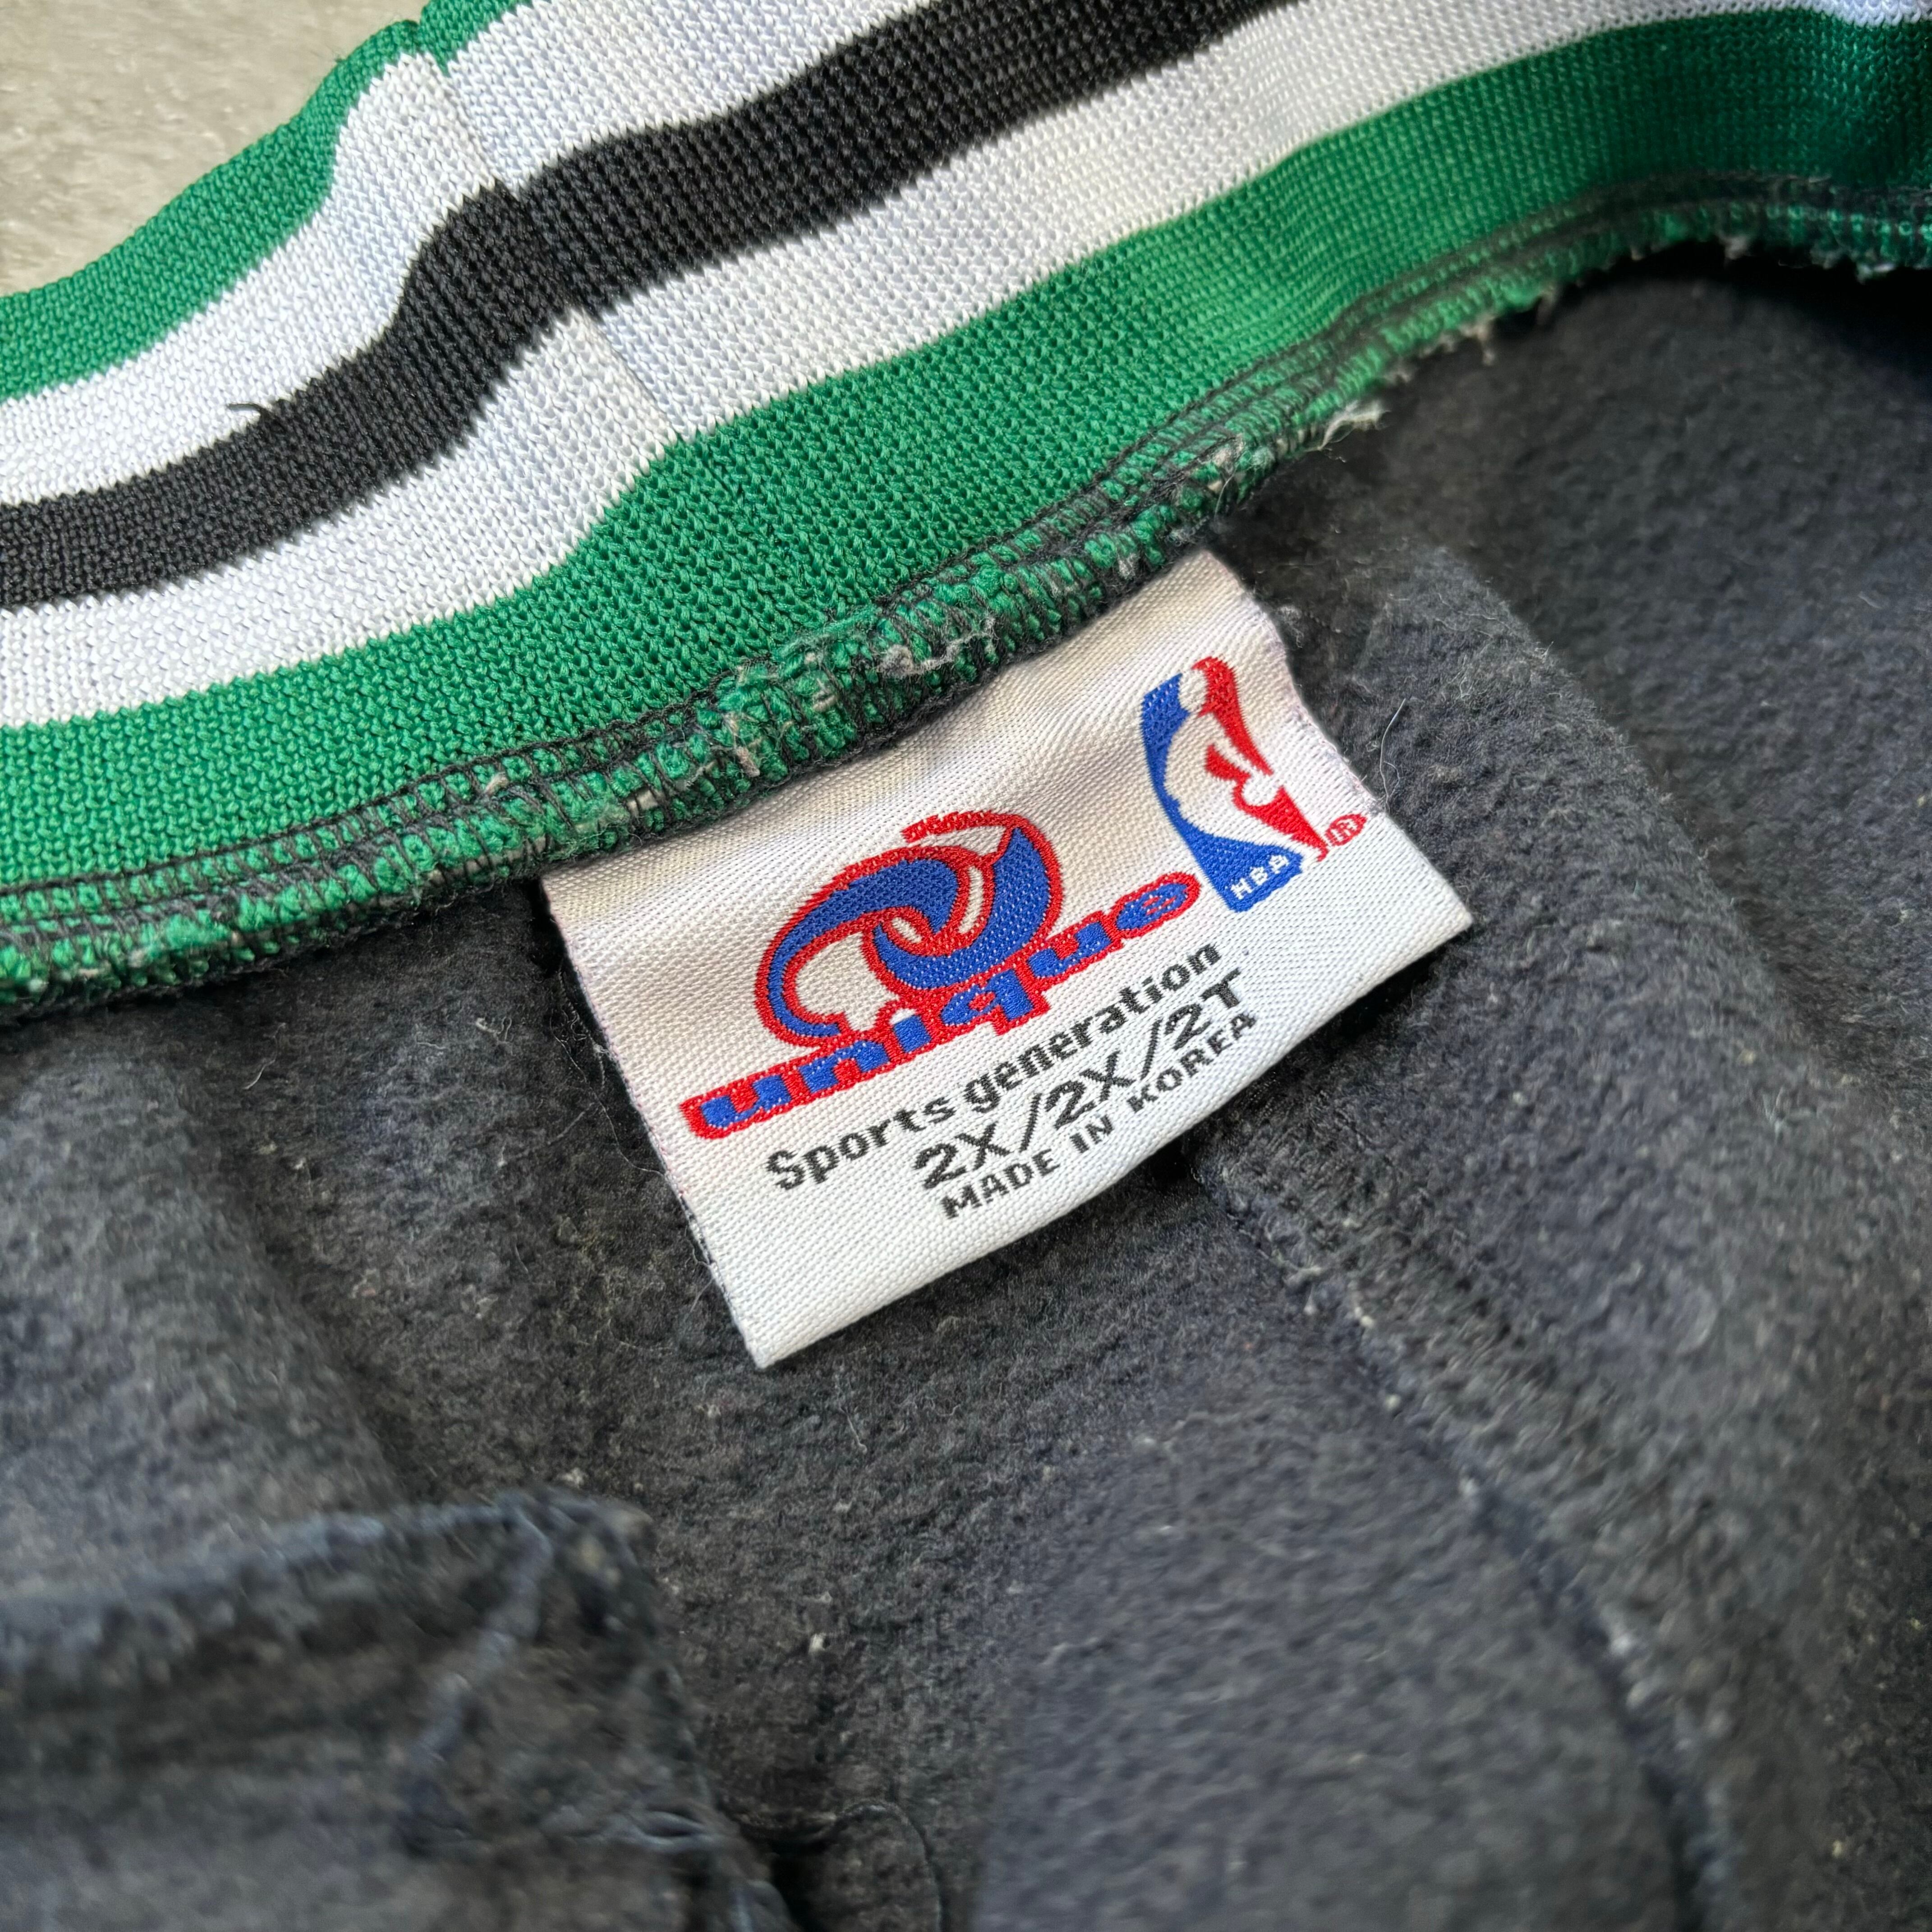 NBA ®
unique
Sports generation
2X/2X/2T
MADE IN KOREA